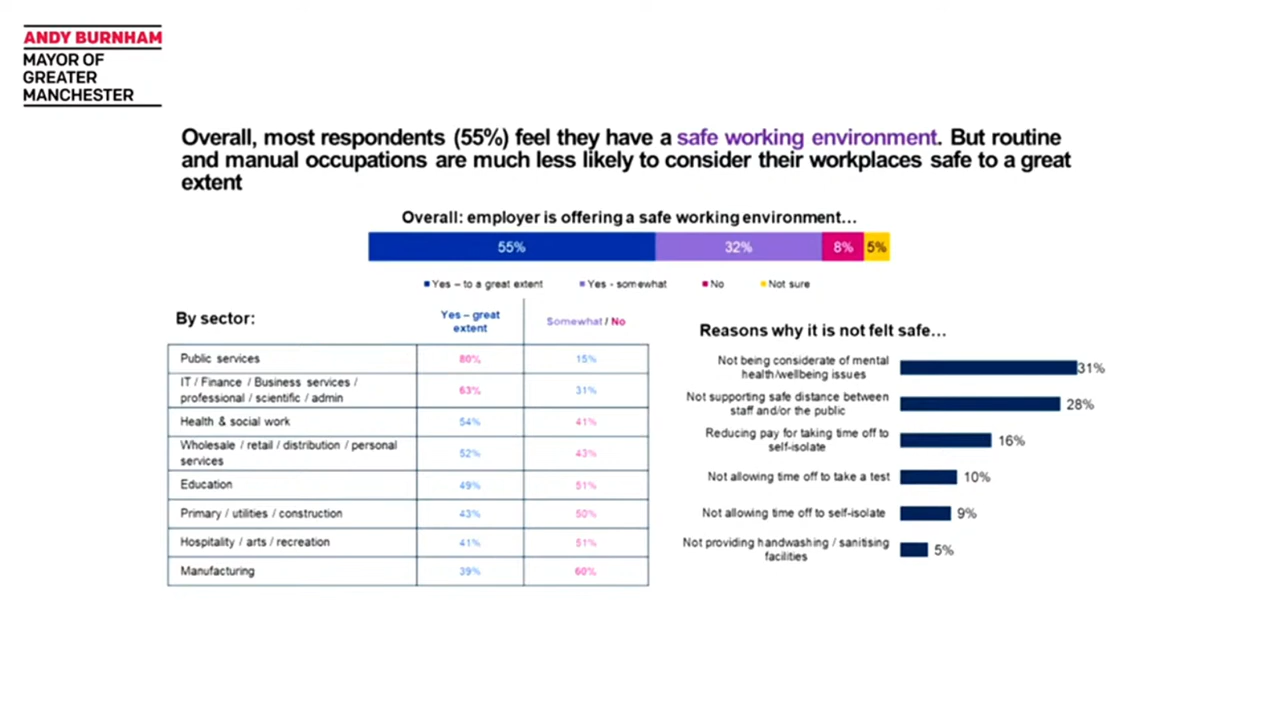 ANDY BURNHAM
MAYOR OF
GREATER
MANCHESTER
Overall, most respondents (55%) feel they have a safe working environment. But routine
and manual occupations are much less likely to consider their workplaces safe to a great
extent
Overall: employer is offering a safe working environment…
55% 32% 8% 5%
Yes – to a great extent Yes - somewhat No Not sure
By sector:
Yes – great
extent
Somewhat / No
Public services 80% 15%
IT / Finance / Business services /
professional / scientific / admin 63% 31%
Health & social work 54% 41%
Wholesale / retail / distribution / personal
services 52% 43%
Education 49% 51%
Primary / utilities / construction 43% 50%
Hospitality / arts / recreation 41% 51%
Manufacturing 39% 60%
Reasons why it is not felt safe…
Not being considerate of mental
health/wellbeing issues 31%
Not supporting safe distance between
staff and/or the public 28%
Reducing pay for taking time off to
self-isolate 16%
Not allowing time off to take a test 10%
Not allowing time off to self-isolate 9%
Not providing handwashing / sanitising
facilities 5%